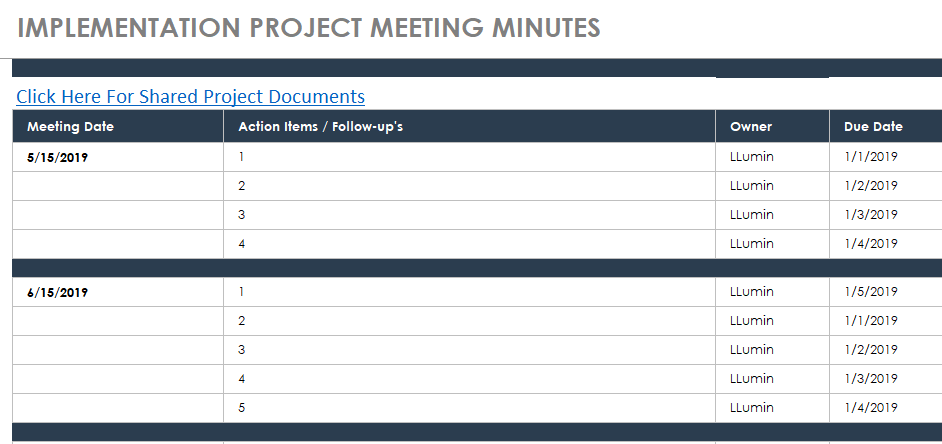 IMPLEMENTATION PROJECT MEETING MINUTES
Click Here For Shared Project Documents
Meeting Date Action Items / Follow-up's Owner Due Date
5/15/2019 1 LLumin 1/1/2019
2 LLumin 1/2/2019
3 LLumin 1/3/2019
4 LLumin 1/4/2019
6/15/2019 1 LLumin 1/5/2019
2 LLumin 1/1/2019
3 LLumin 1/2/2019
4 LLumin 1/3/2019
5 LLumin 1/4/2019